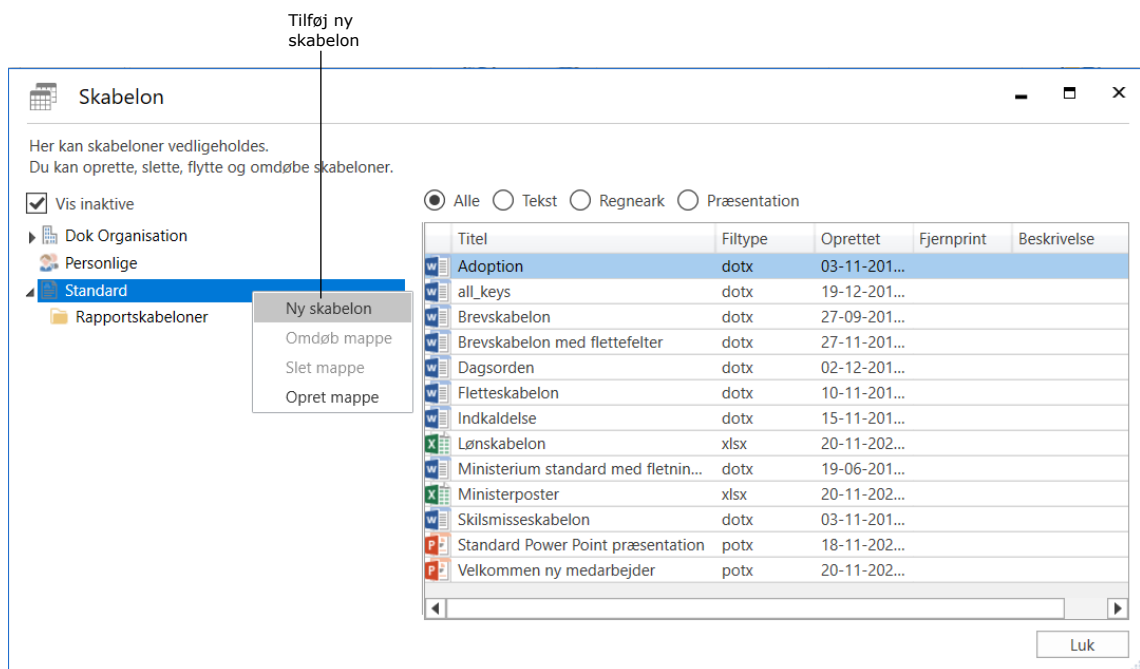 Tilføj ny
skabelon
Skabelon
Her kan skabeloner vedligeholdes.
Du kan oprette, slette, flytte og omdøbe skabeloner.
Vis inaktive
Dok Organisation
Personlige
Standard
Rapportskabeloner
Ny skabelon
Omdøb mappe
Slet mappe
Opret mappe
Alle Tekst Regneark Præsentation
Titel Filtype Oprettet Fjernprint Beskrivelse
Adoption dotx 03-11-201...
all_keys dotx 19-12-201...
Brevskabelon dotx 27-09-201...
Brevskabelon med flettefelter dotx 27-11-201...
Dagsorden dotx 02-12-201...
Fletteskabelon dotx 10-11-201...
Indkaldelse dotx 15-11-201...
Lønskabelon xlsx 20-11-202...
Ministerium standard med fletnin... dotx 19-06-201...
Ministerposter xlsx 20-11-202...
Skilsmisseskabelon dotx 03-11-201...
Standard Power Point præsentation potx 18-11-202...
Velkommen ny medarbejder potx 20-11-202...
Luk